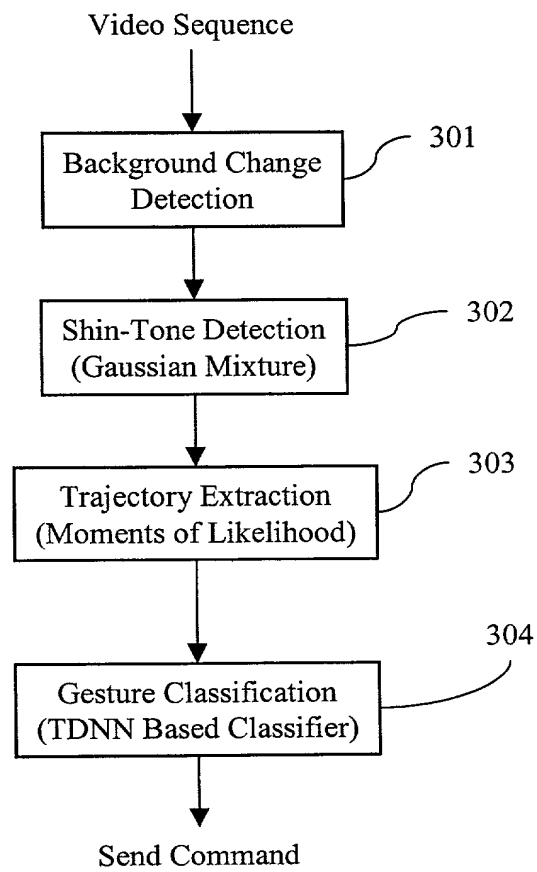 Video Sequence
301
Background Change
Detection
302
Shin-Tone Detection
(Gaussian Mixture)
303
Trajectory Extraction
(Moments of Likelihood)
304
Gesture Classification
(TDNN Based Classifier)
Send Command